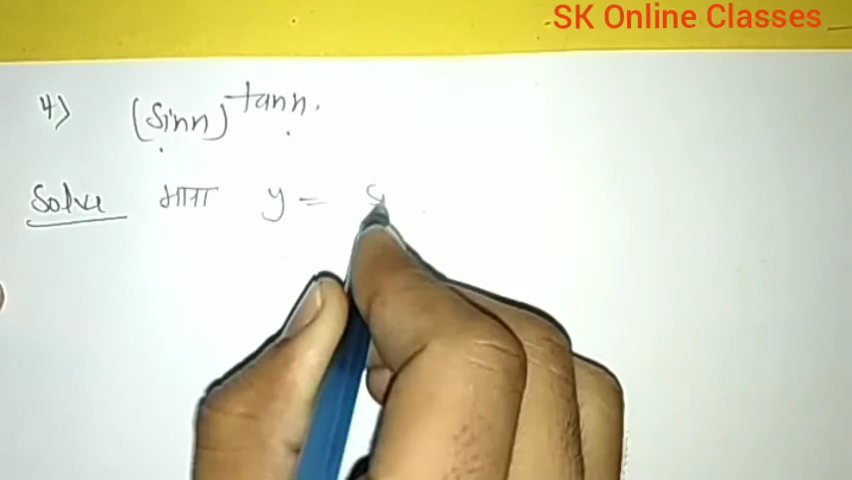 SK Online Classes
4) (Sinn)^tann.
Solve माना y = S